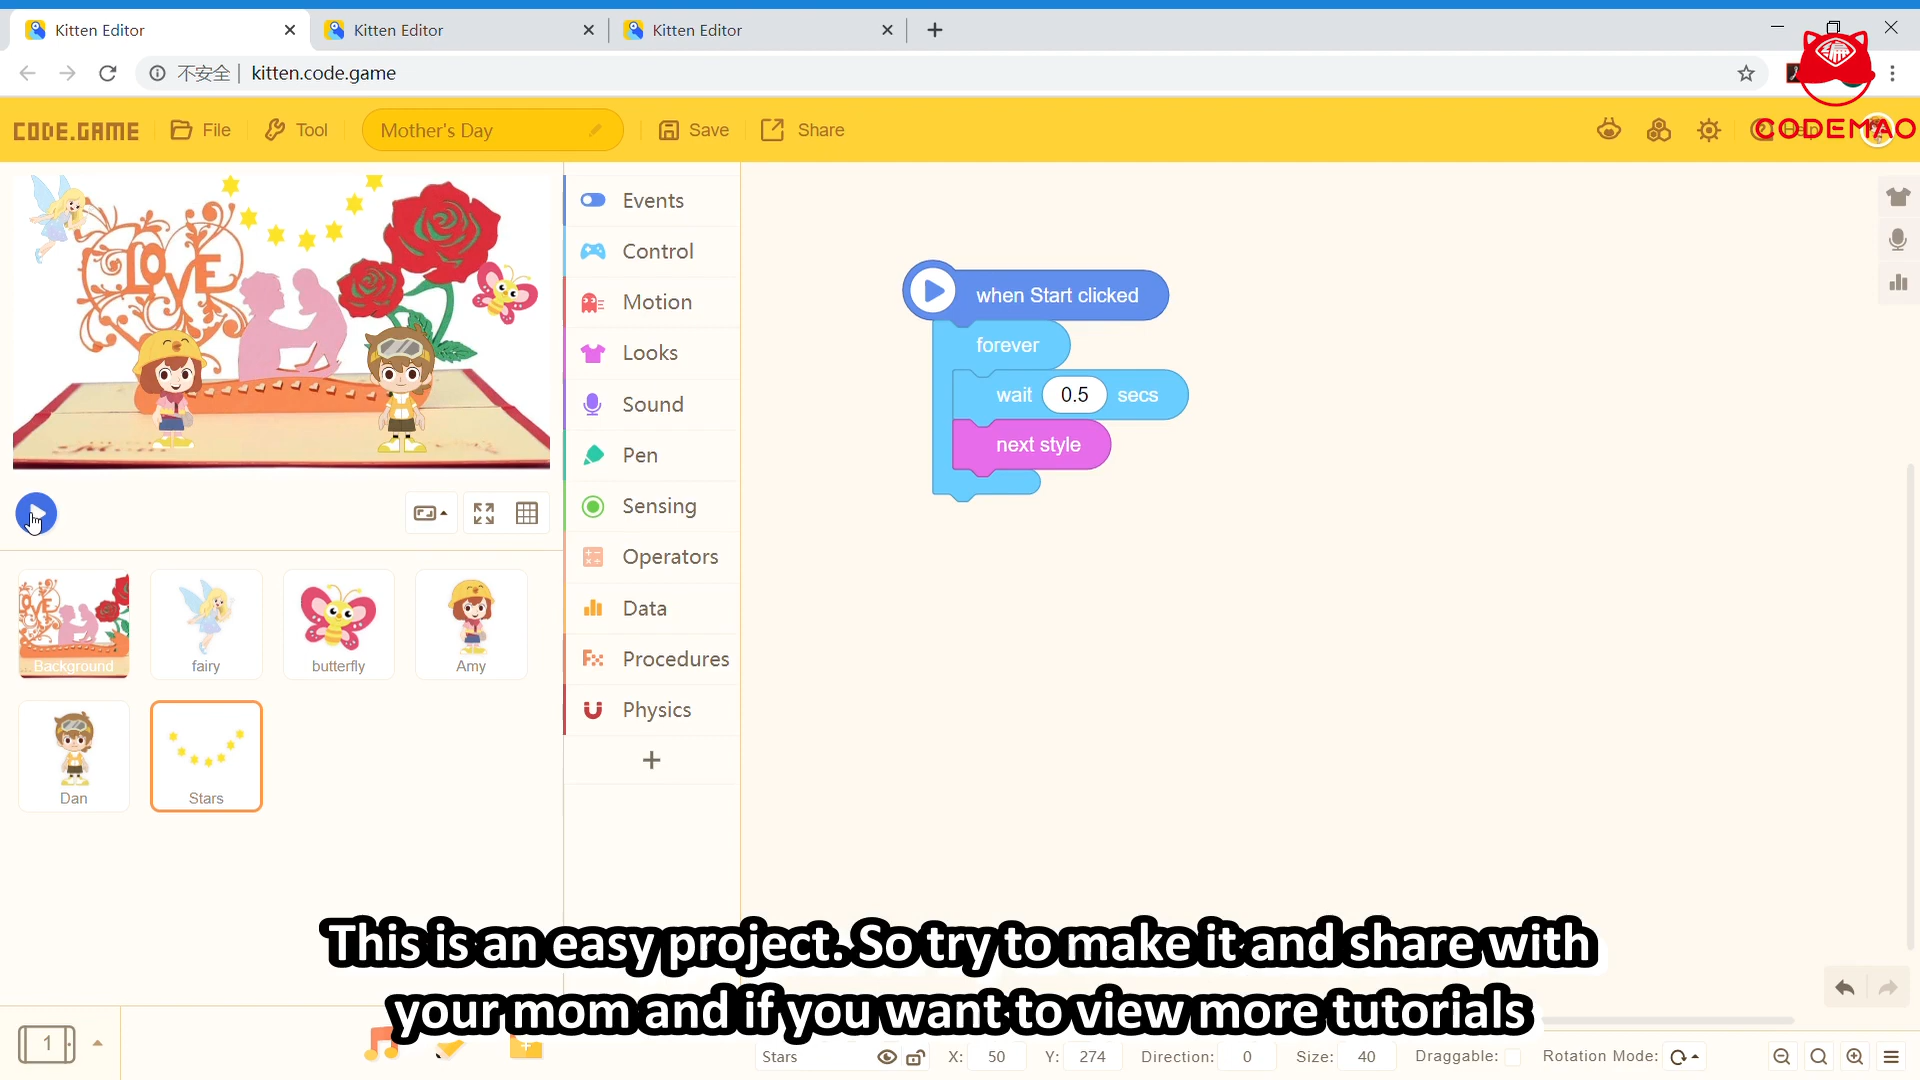 Kitten Editor
Kitten Editor
Kitten Editor
不安全 kitten.code.game
CODE.GAME
File
Tool
Mother's Day
Save
Share
CODEMAO
LOVE
Events
Control
Motion
Looks
Sound
Pen
Sensing
Operators
Data
Procedures
Physics
when Start clicked
forever
wait 0.5 secs
next style
Background
fairy
butterfly
Amy
Dan
Stars
This is an easy project. So try to make it and share with
your mom and if you want to view more tutorials
1
Stars
X: 50
Y: 274
Direction: 0
Size: 40
Draggable:
Rotation Mode: